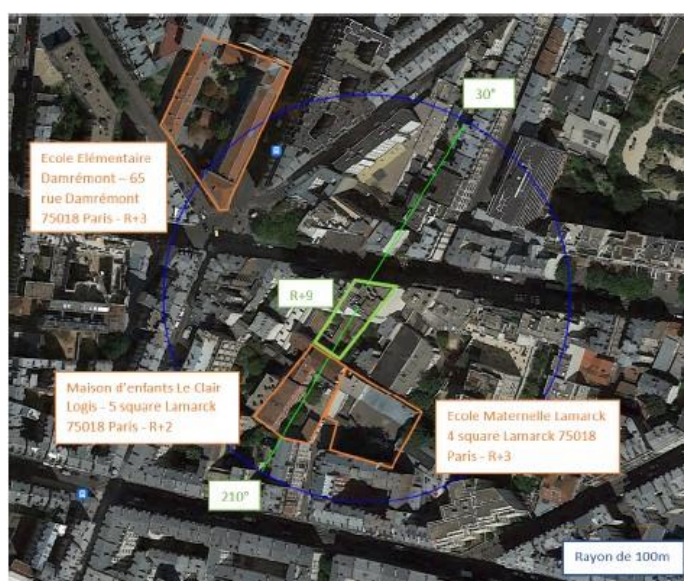 30°
Ecole Elémentaire
Damrémont – 65
rue Damrémont
75018 Paris - R+3
R+9
Maison d'enfants Le Clair
Logis - 5 square Lamarck
75018 Paris - R+2
Ecole Maternelle Lamarck
4 square Lamarck 75018
Paris - R+3
210°
Rayon de 100m